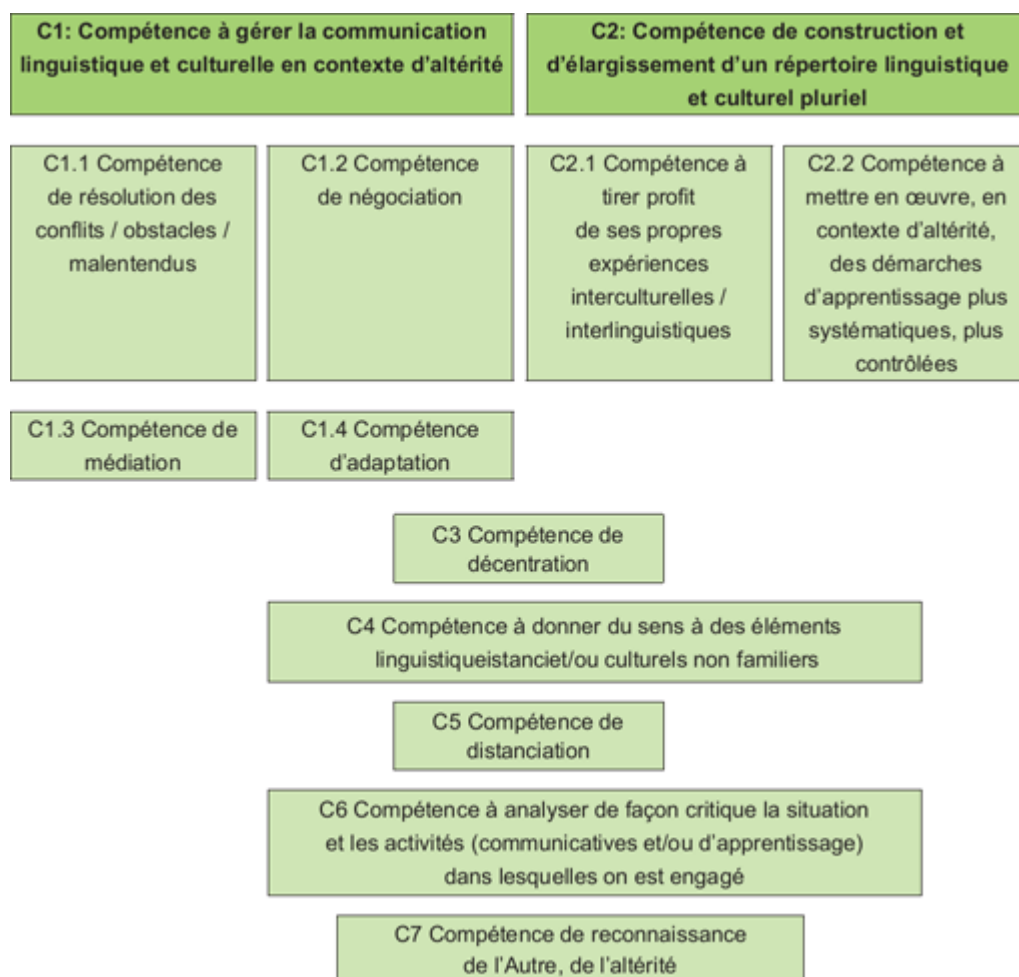 C1: Compétence à gérer la communication
linguistique et culturelle en contexte d'altérité
C2: Compétence de construction et
d'élargissement d'un répertoire linguistique
et culturel pluriel
C1.1 Compétence
de résolution des
conflits / obstacles /
malentendus
C1.2 Compétence
de négociation
C2.1 Compétence à
tirer profit
de ses propres
expériences
interculturelles /
interlinguistiques
C2.2 Compétence à
mettre en œuvre, en
contexte d'altérité,
des démarches
d'apprentissage plus
systématiques, plus
contrôlées
C1.3 Compétence de
médiation
C1.4 Compétence
d'adaptation
C3 Compétence de
décentration
C4 Compétence à donner du sens à des éléments
linguistiqueistanciet/ou culturels non familiers
C5 Compétence de
distanciation
C6 Compétence à analyser de façon critique la situation
et les activités (communicatives et/ou d'apprentissage)
dans lesquelles on est engagé
C7 Compétence de reconnaissance
de l'Autre, de l'altérité